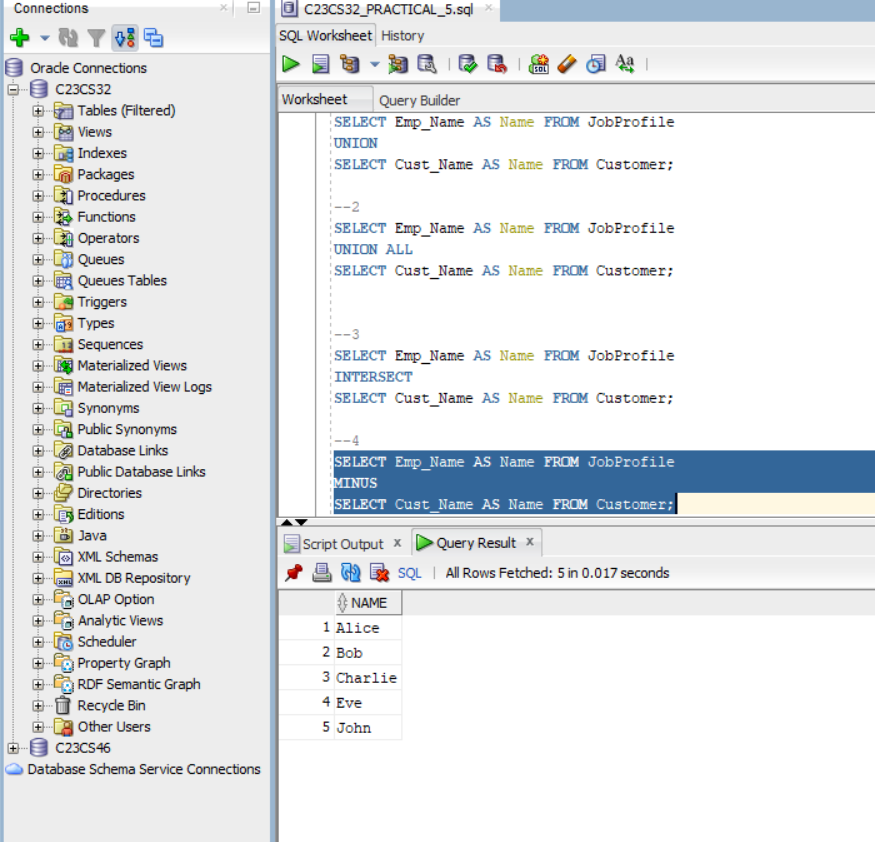 Connections
Oracle Connections
C23CS32
Tables (Filtered)
Views
Indexes
Packages
Procedures
Functions
Operators
Queues
Queues Tables
Triggers
Types
Sequences
Materialized Views
Materialized View Logs
Synonyms
Public Synonyms
Database Links
Public Database Links
Directories
Editions
Java
XML Schemas
XML DB Repository
OLAP Option
Analytic Views
Scheduler
Property Graph
RDF Semantic Graph
Recycle Bin
Other Users
C23CS46
Database Schema Service Connections
C23CS32_PRACTICAL_5.sql
SQL Worksheet History
Worksheet Query Builder
SELECT Emp_Name AS Name FROM JobProfile
UNION
SELECT Cust_Name AS Name FROM Customer;
--2
SELECT Emp_Name AS Name FROM JobProfile
UNION ALL
SELECT Cust_Name AS Name FROM Customer;
--3
SELECT Emp_Name AS Name FROM JobProfile
INTERSECT
SELECT Cust_Name AS Name FROM Customer;
--4
SELECT Emp_Name AS Name FROM JobProfile
MINUS
SELECT Cust_Name AS Name FROM Customer;
Script Output x Query Result x
SQL | All Rows Fetched: 5 in 0.017 seconds
NAME
1 Alice
2 Bob
3 Charlie
4 Eve
5 John